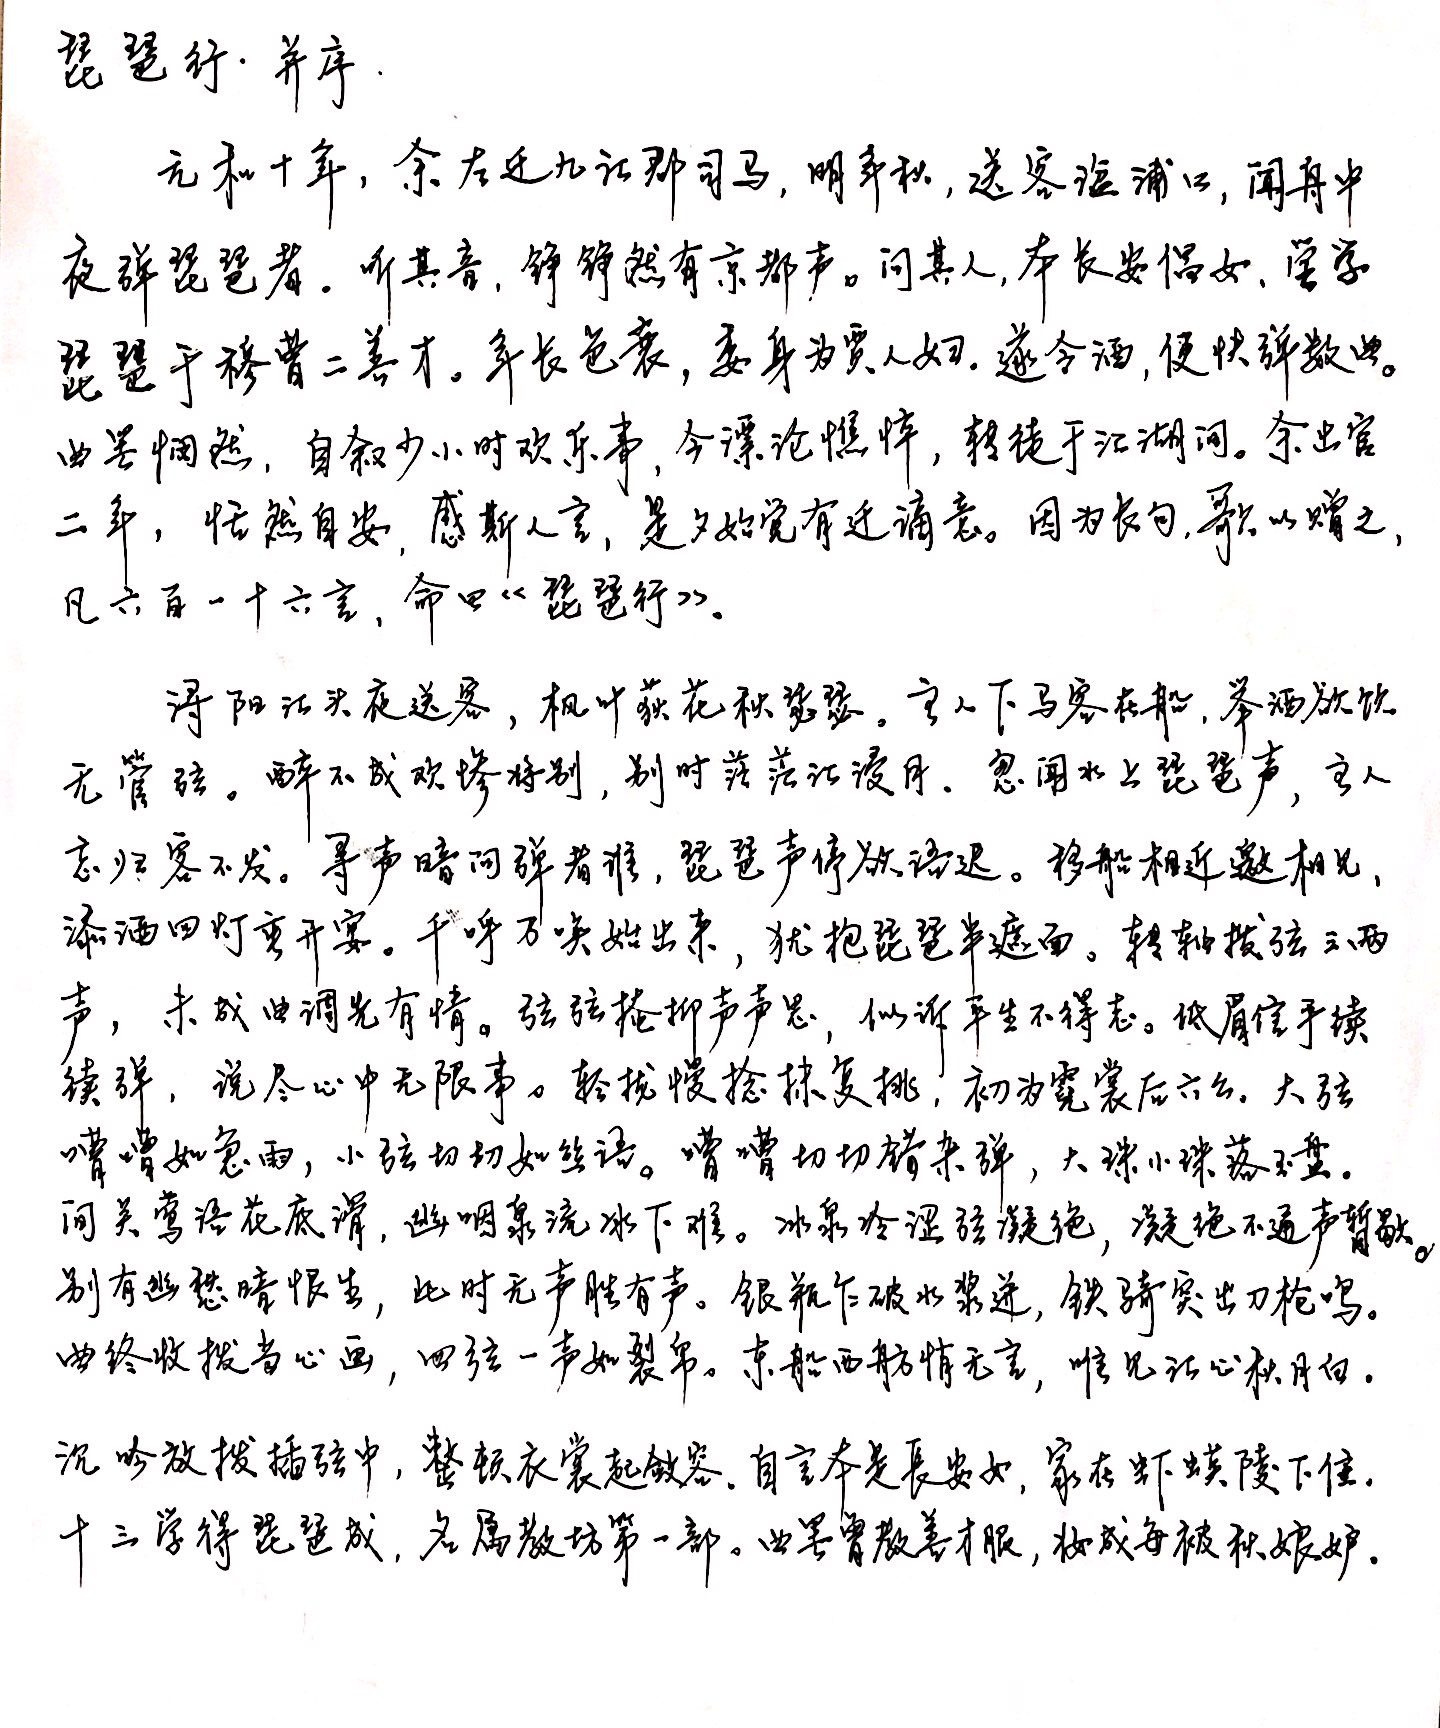 琵琶行·并序.
元和十年，余左迁九江郡司马，明年秋，送客湓浦口，闻舟中
夜弹琵琶者。听其音，铮铮然有京都声。问其人，本长安倡女，尝学
琵琶于穆曹二善才。年长色衰，委身为贾人妇。遂令酒，便快弹数曲。
曲罢悯然，自叙少小时欢乐事，今漂沦憔悴，转徙于江湖间。余出官
二年，恬然自安，感斯人言，是夕始觉有迁谪意。因为长句，歌以赠之，
凡六百一十六言，命曰《琵琶行》。
浔阳江头夜送客，枫叶荻花秋瑟瑟。主人下马客在船，举酒欲饮
无管弦。醉不成欢惨将别，别时茫茫江浸月。忽闻水上琵琶声，主人
忘归客不发。寻声暗问弹者谁，琵琶声停欲语迟。移船相近邀相见，
添酒回灯重开宴。千呼万唤始出来，犹抱琵琶半遮面。转轴拨弦三两
声，未成曲调先有情。弦弦掩抑声声思，似诉平生不得志。低眉信手续
续弹，说尽心中无限事。轻拢慢捻抹复挑，初为霓裳后六幺。大弦
嘈嘈如急雨，小弦切切如丝语。嘈嘈切切错杂弹，大珠小珠落玉盘。
间关莺语花底滑，幽咽泉流冰下难。冰泉冷涩弦凝绝，凝绝不通声暂歇。
别有幽愁暗恨生，此时无声胜有声。银瓶乍破水浆迸，铁骑突出刀枪鸣。
曲终收拨当心画，四弦一声如裂帛。东船西舫悄无言，唯见江心秋月白。
沉吟放拨插弦中，整顿衣裳起敛容。自言本是長安女，家在虾蟆陵下住。
十三学得琵琶成，名属教坊第一部。曲罢曾教善才服，妆成每被秋娘妒。